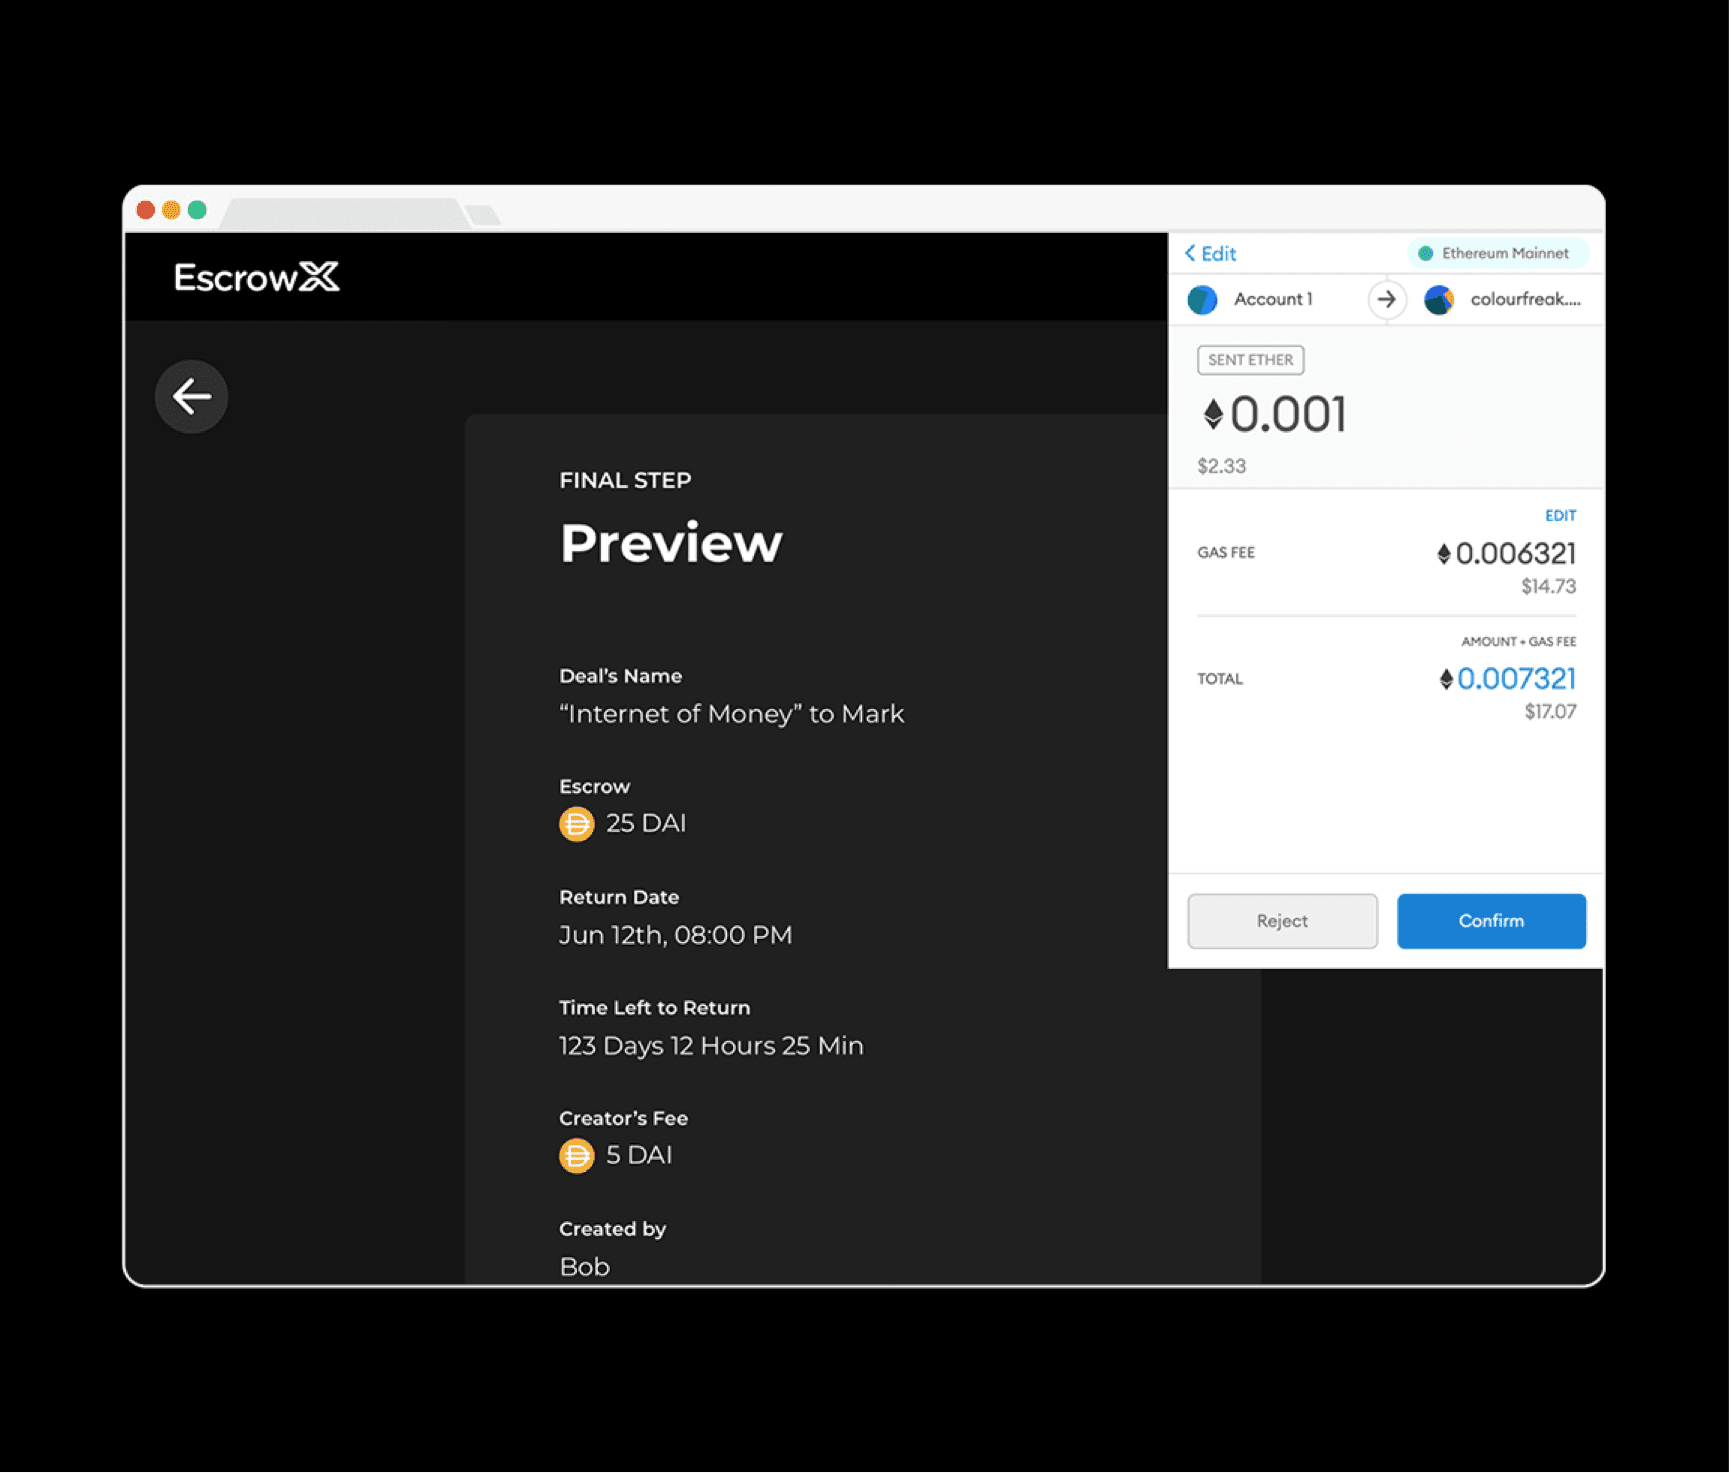 EscrowX
FINAL STEP
Preview
Deal's Name
“Internet of Money” to Mark
Escrow
25 DAI
Return Date
Jun 12th, 08:00 PM
Time Left to Return
123 Days 12 Hours 25 Min
Creator's Fee
5 DAI
Created by
Bob
Edit
Ethereum Mainnet
Account 1
colourfreak....
SENT ETHER
0.001
$2.33
EDIT
GAS FEE
0.006321
$14.73
AMOUNT + GAS FEE
TOTAL
0.007321
$17.07
Reject
Confirm